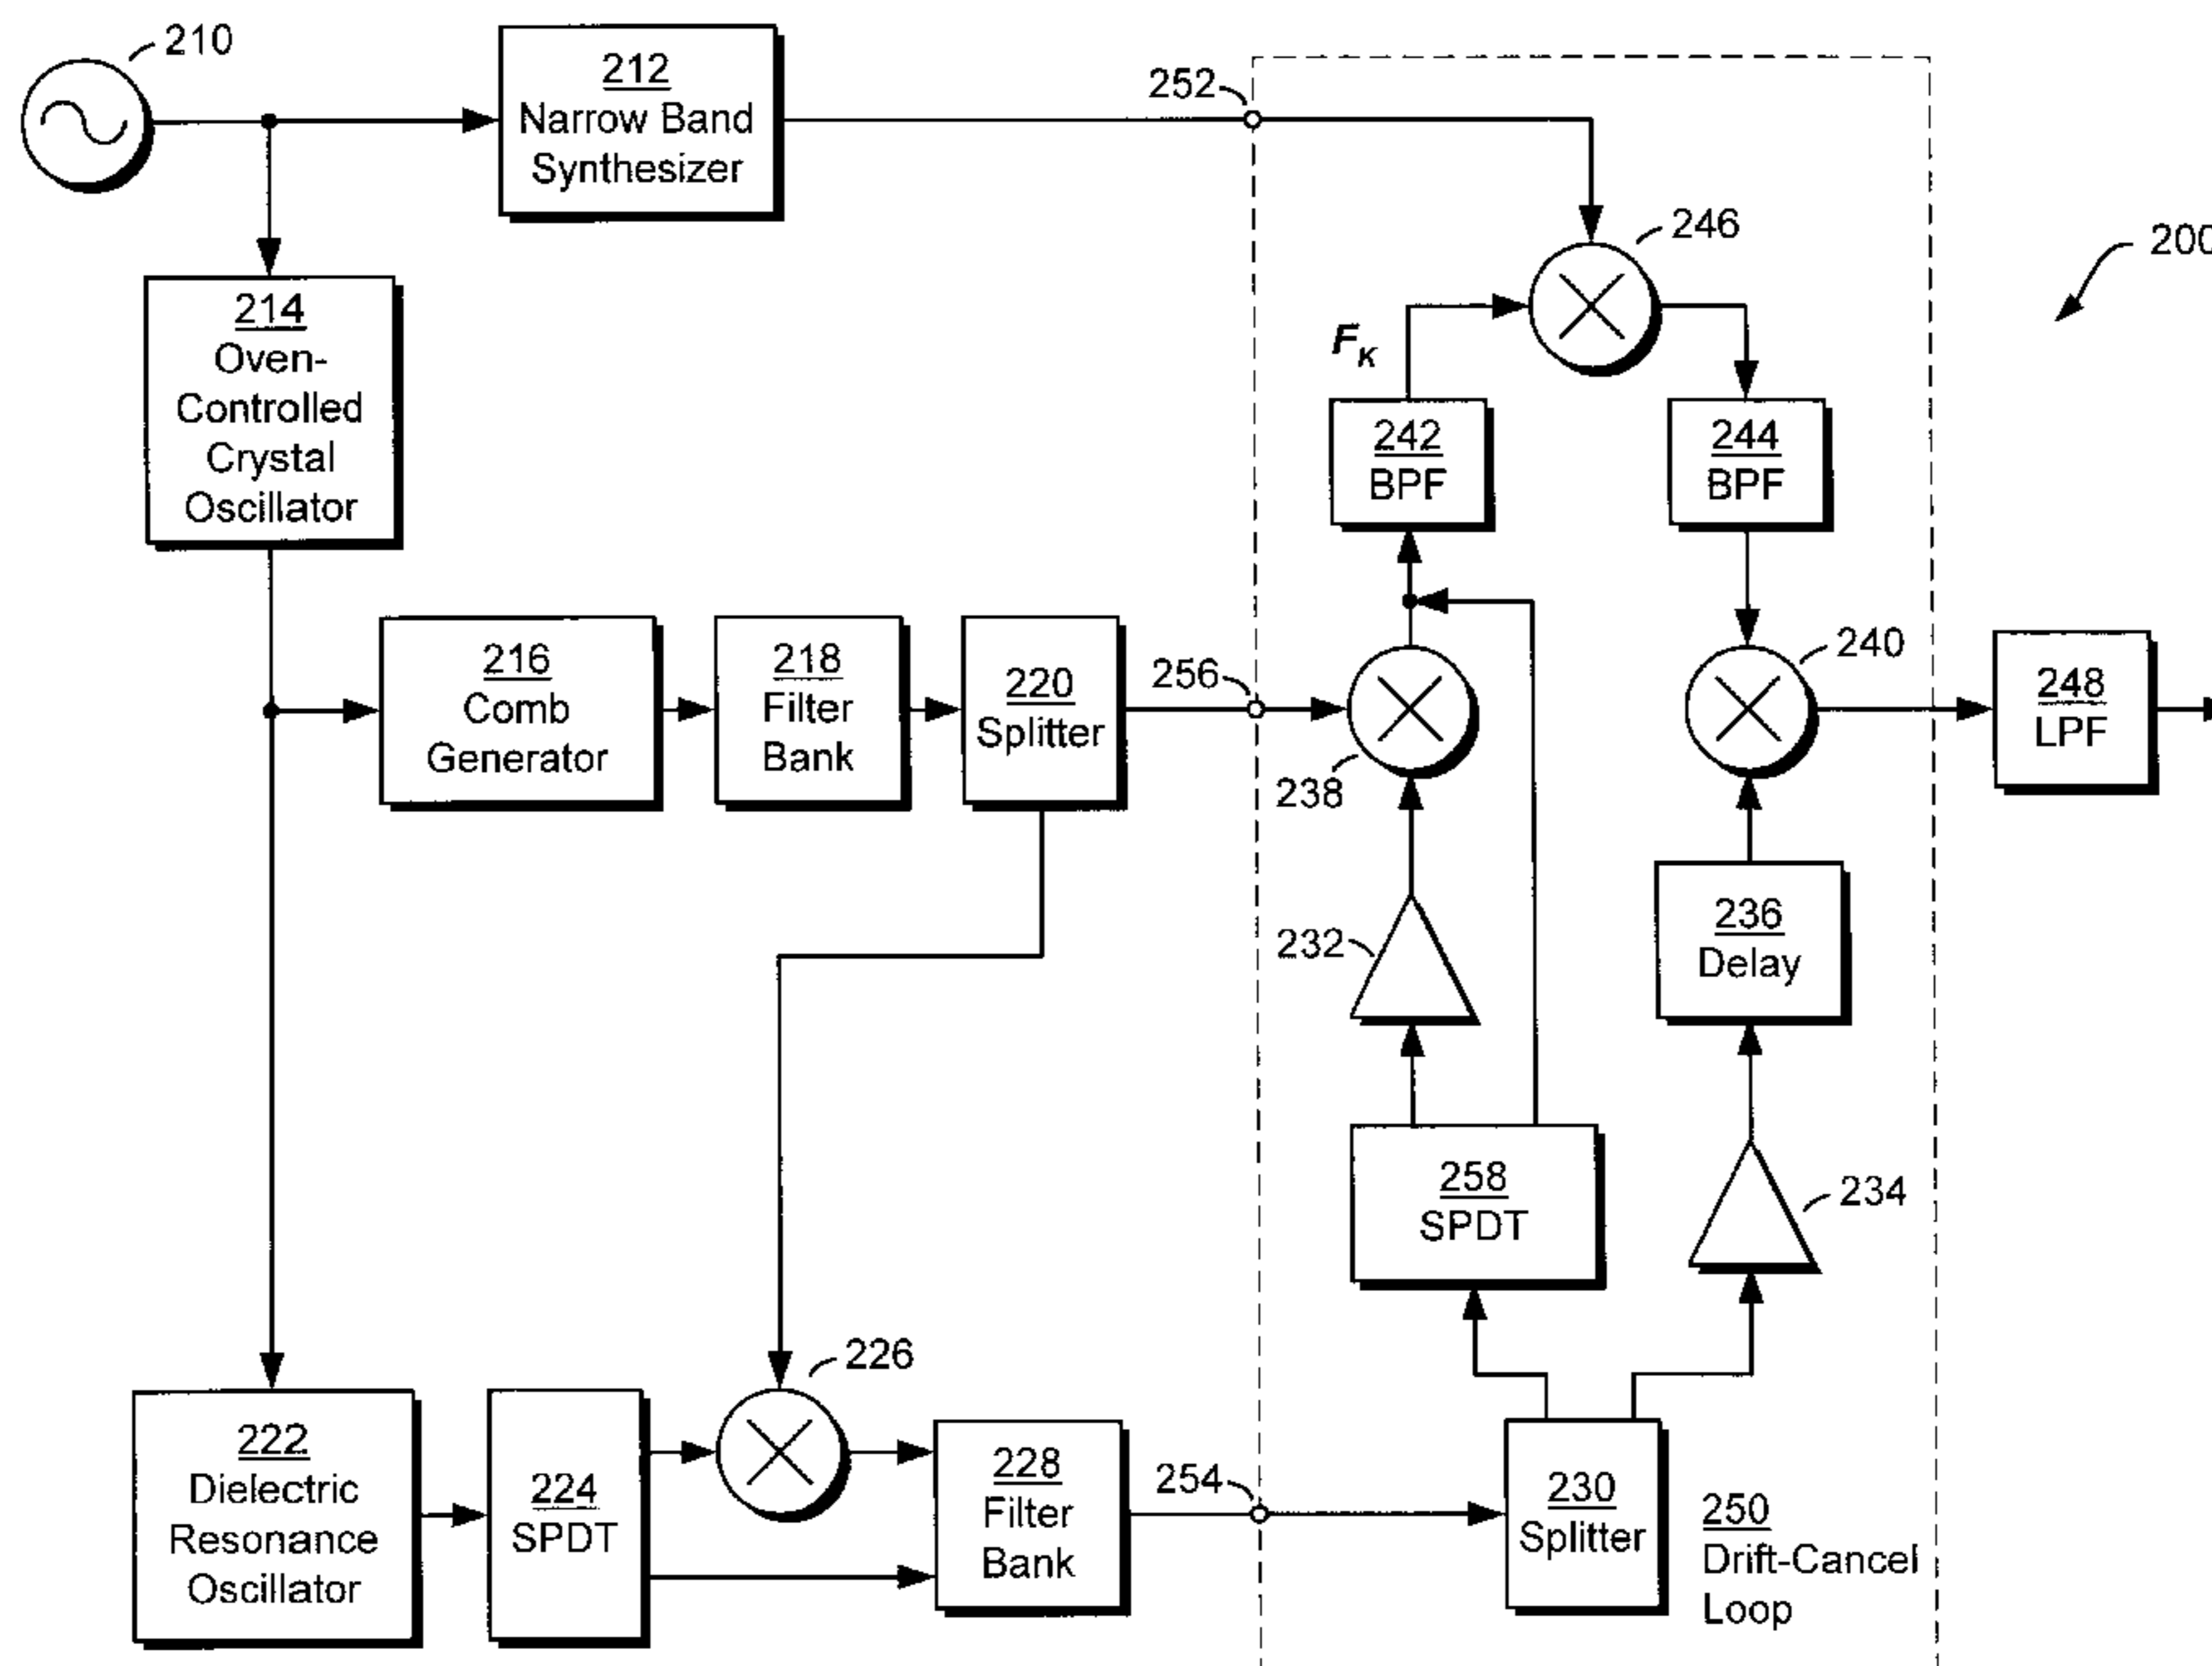 210
212
Narrow Band
Synthesizer
252
246
200
214
Oven-
Controlled
Crystal
Oscillator
FK
242
BPF
244
BPF
216
Comb
Generator
218
Filter
Bank
220
Splitter
256
238
240
248
LPF
232
236
Delay
258
SPDT
234
226
222
Dielectric
Resonance
Oscillator
224
SPDT
228
Filter
Bank
254
230
Splitter
250
Drift-Cancel
Loop